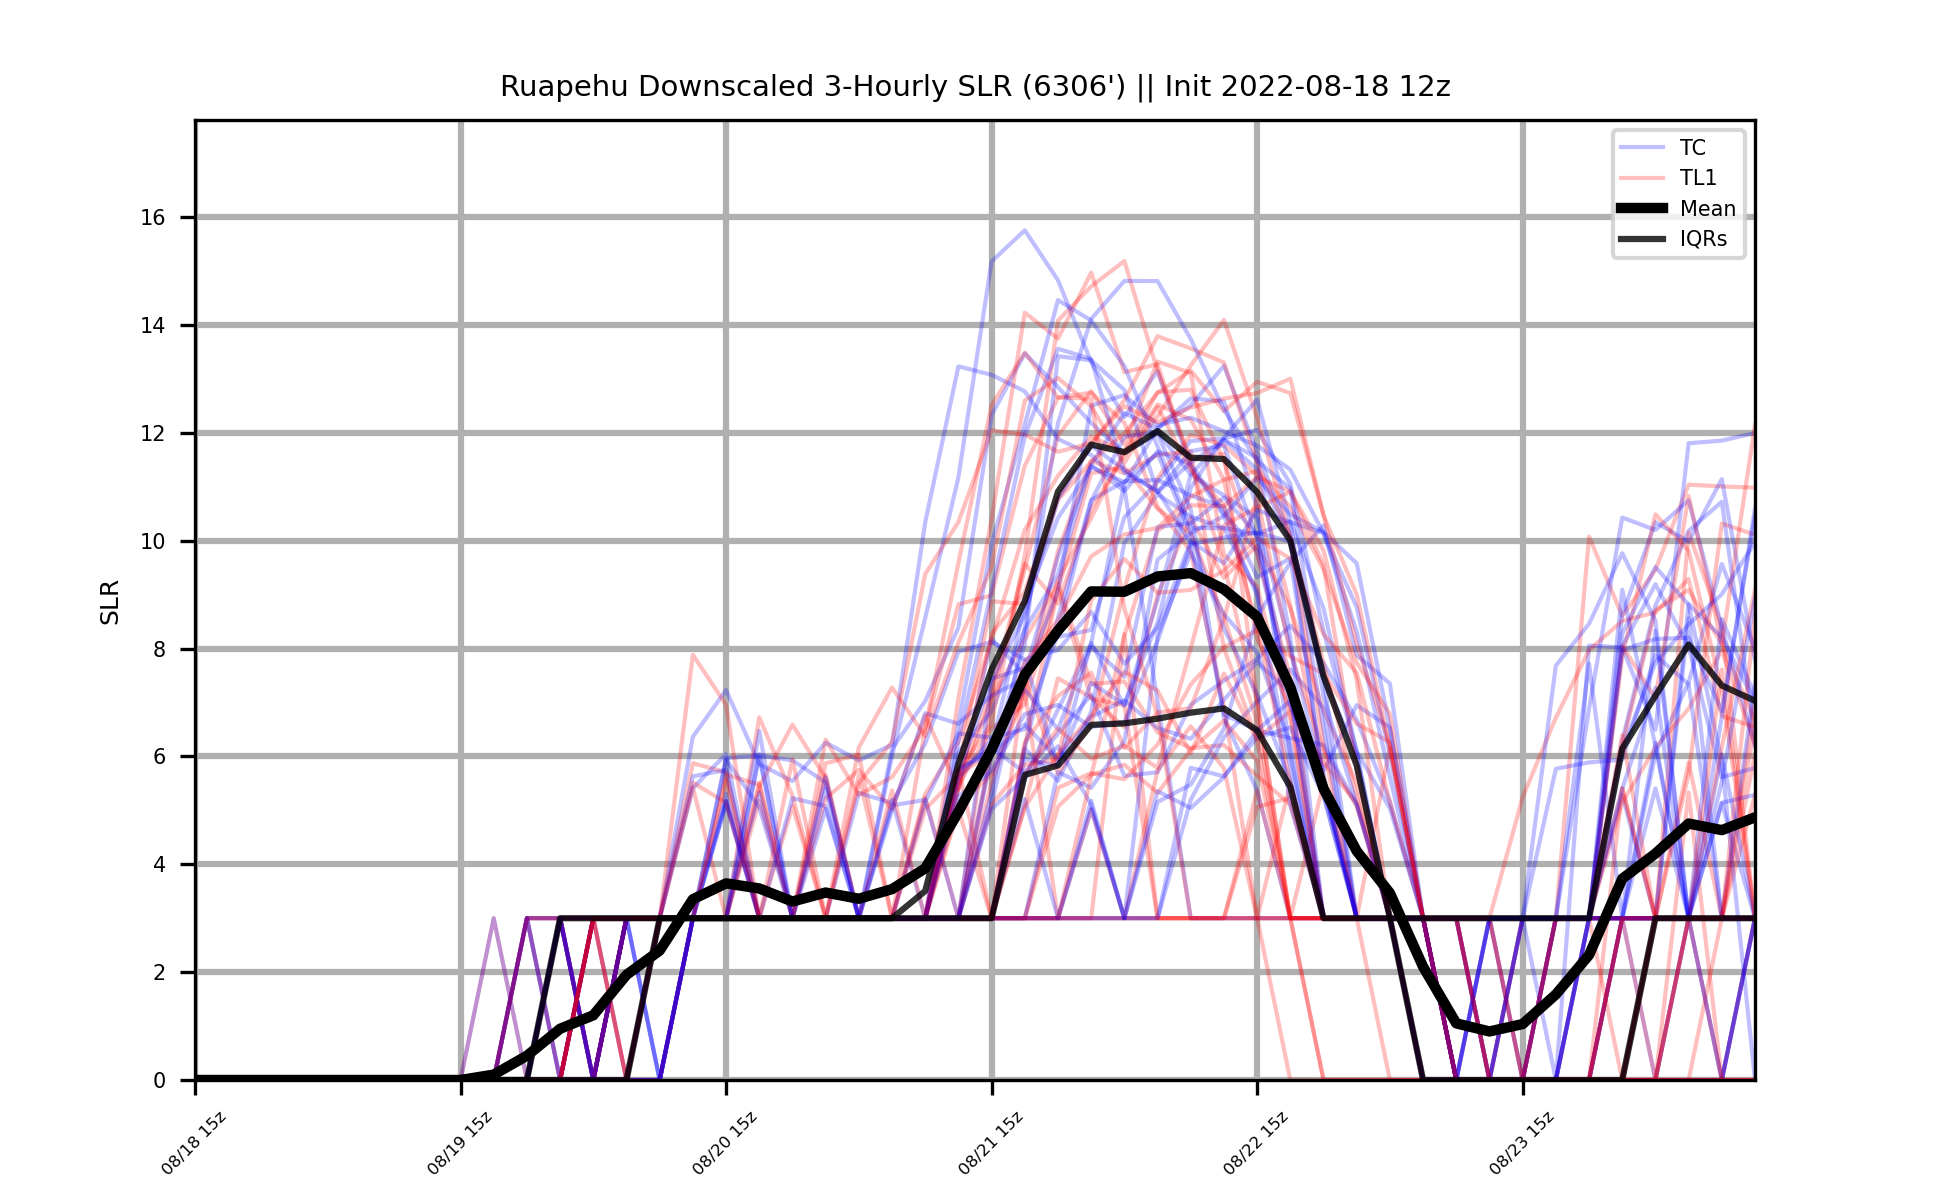 Ruapehu Downscaled 3-Hourly SLR (6306') || Init 2022-08-18 12z
TC
TL1
Mean
IQRs
SLR
16
14
12
10
8
6
4
2
0
08/18 15z
08/19 15z
08/20 15z
08/21 15z
08/22 15z
08/23 15z